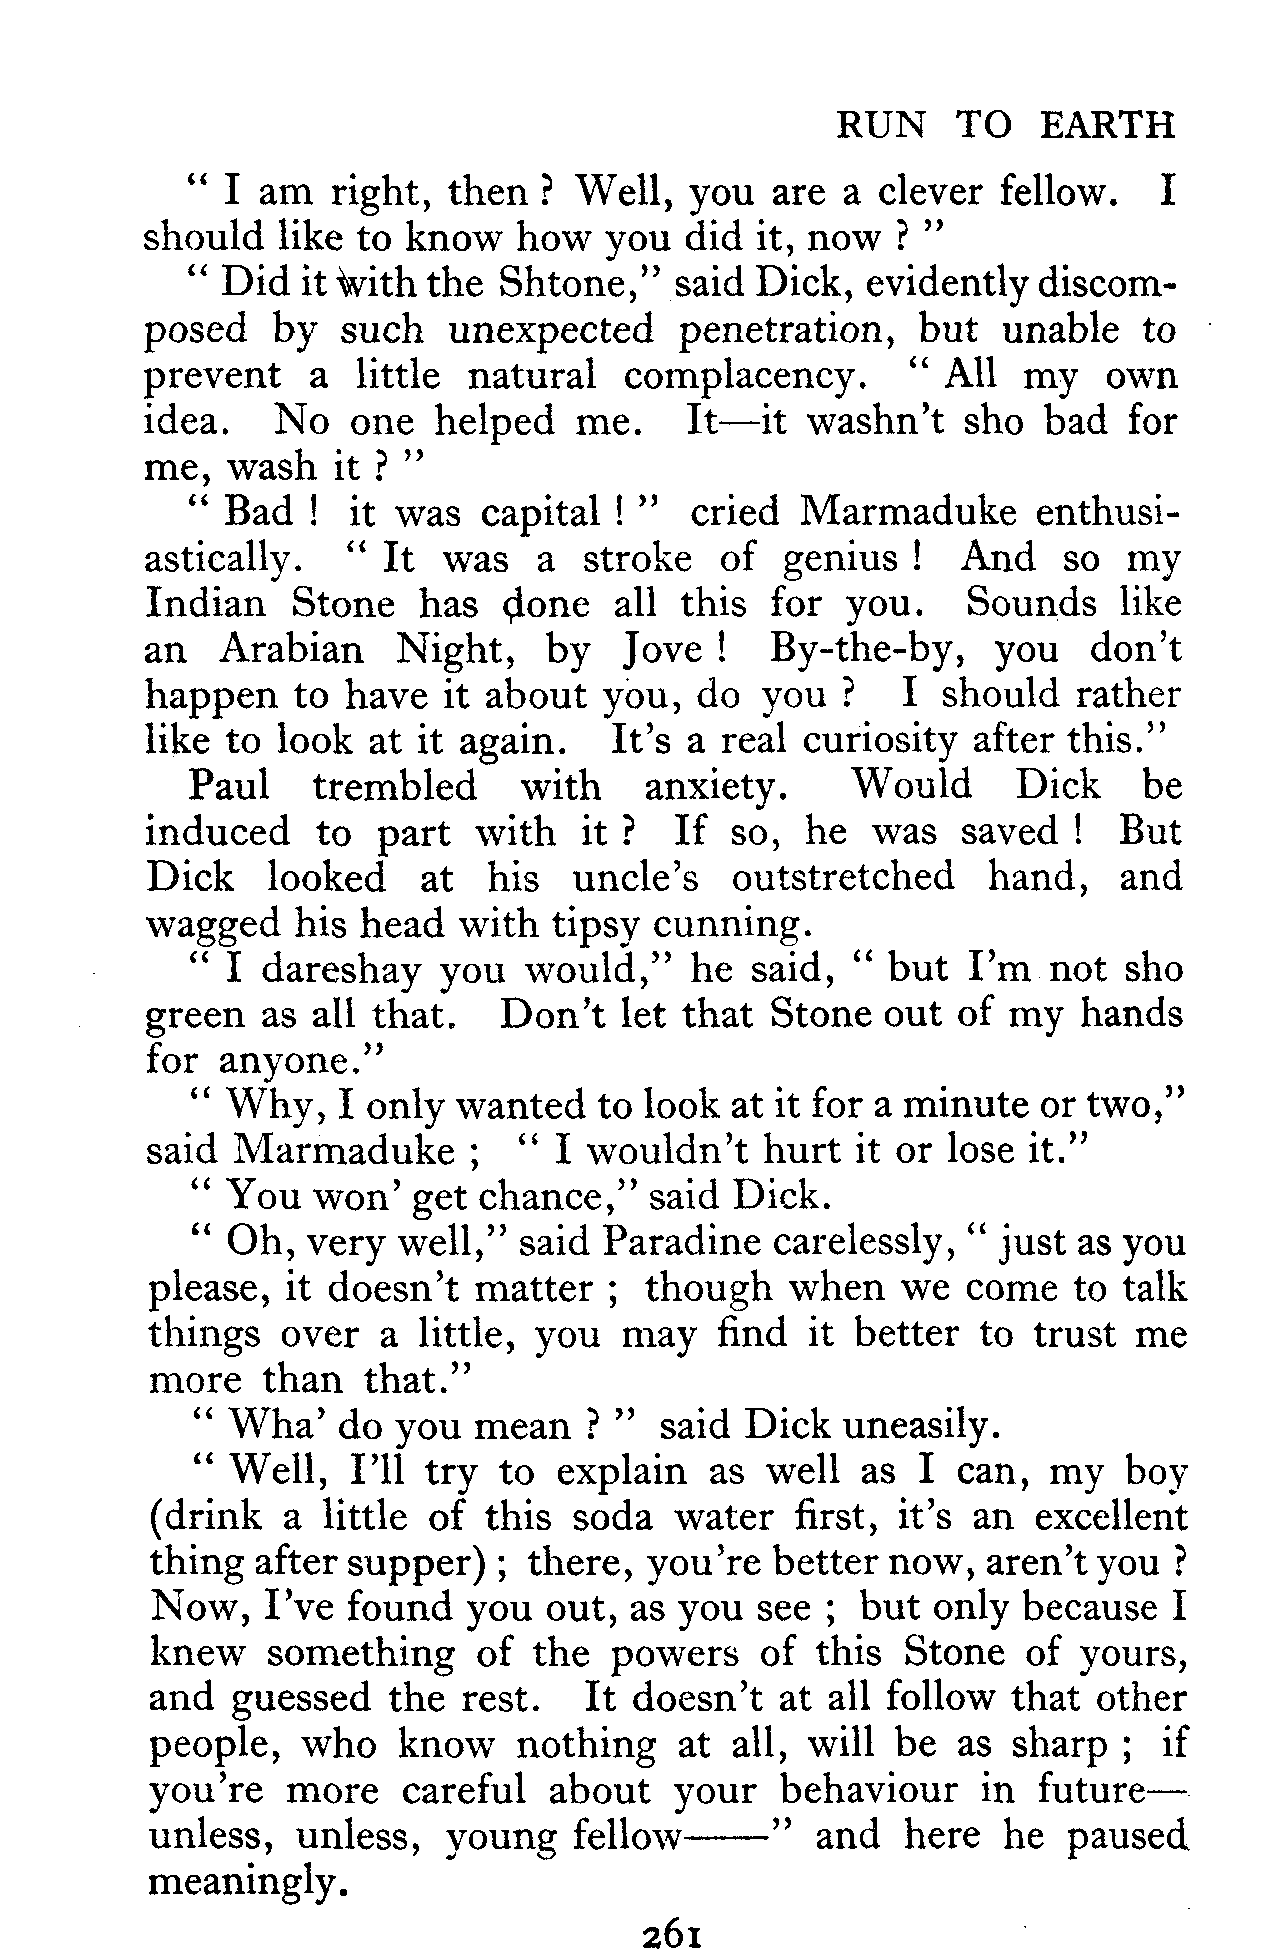 RUN TO EARTH
“ I am right, then ? Well, you are a clever fellow. I
should like to know how you did it, now ? ”
“ Did it with the Shtone,” said Dick, evidently discom-
posed by such unexpected penetration, but unable to
prevent a little natural complacency. “ All my own
idea. No one helped me. It—it washn't sho bad for
me, wash it ? ”
“ Bad ! it was capital ! ” cried Marmaduke enthusi-
astically. “ It was a stroke of genius ! And so my
Indian Stone has done all this for you. Sounds like
an Arabian Night, by Jove ! By-the-by, you don't
happen to have it about you, do you ? I should rather
like to look at it again. It's a real curiosity after this.”
Paul trembled with anxiety. Would Dick be
induced to part with it ? If so, he was saved ! But
Dick looked at his uncle's outstretched hand, and
wagged his head with tipsy cunning.
“ I dareshay you would,” he said, “ but I'm not sho
green as all that. Don't let that Stone out of my hands
for anyone.”
“ Why, I only wanted to look at it for a minute or two,”
said Marmaduke ; “ I wouldn't hurt it or lose it.”
“ You won' get chance,” said Dick.
“ Oh, very well,” said Paradine carelessly, “ just as you
please, it doesn't matter ; though when we come to talk
things over a little, you may find it better to trust me
more than that.”
“ Wha' do you mean ? ” said Dick uneasily.
“ Well, I'll try to explain as well as I can, my boy
(drink a little of this soda water first, it's an excellent
thing after supper) ; there, you're better now, aren't you ?
Now, I've found you out, as you see ; but only because I
knew something of the powers of this Stone of yours,
and guessed the rest. It doesn't at all follow that other
people, who know nothing at all, will be as sharp ; if
you're more careful about your behaviour in future—
unless, unless, young fellow——” and here he paused
meaningly.
261